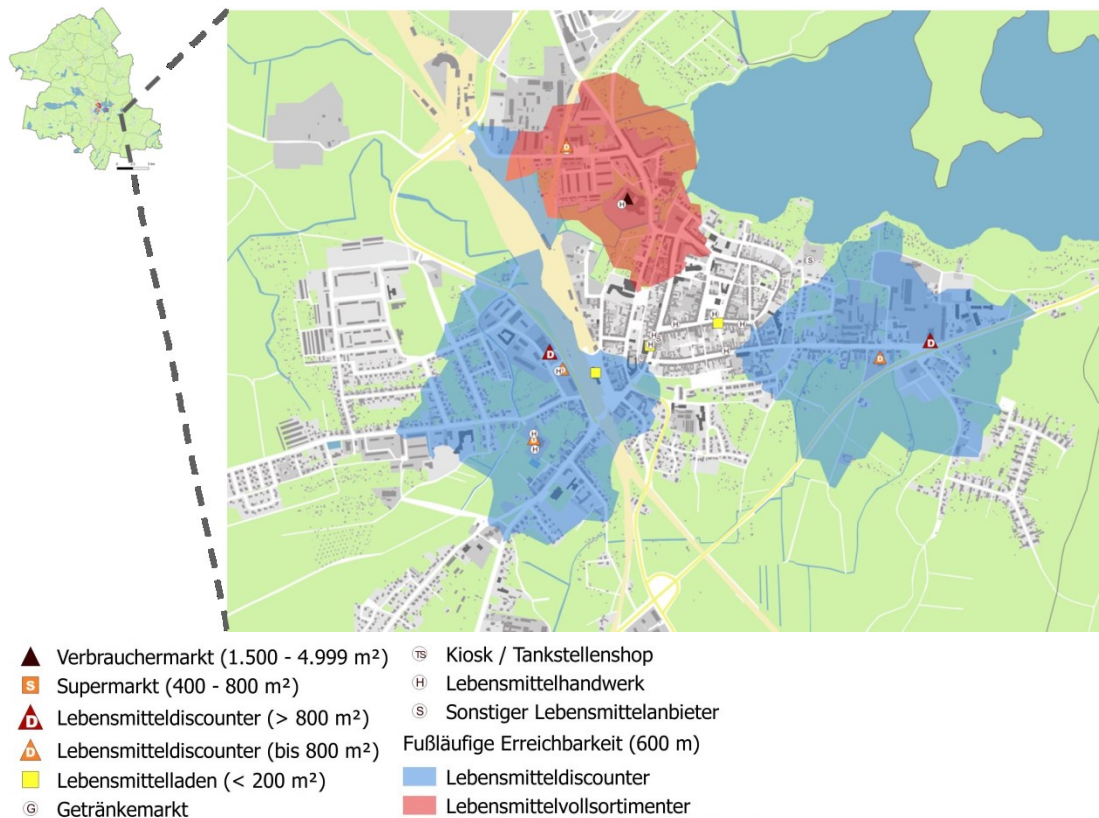 D
H
S
H
H
H
H
S
H
D
D
D
H
D
H
D
H
Verbrauchermarkt (1.500 - 4.999 m²)
S Supermarkt (400 - 800 m²)
D Lebensmitteldiscounter (> 800 m²)
D Lebensmitteldiscounter (bis 800 m²)
Lebensmittelladen (< 200 m²)
G Getränkemarkt
TS Kiosk / Tankstellenshop
H Lebensmittelhandwerk
S Sonstiger Lebensmittelanbieter
Fußläufige Erreichbarkeit (600 m)
Lebensmitteldiscounter
Lebensmittelvollsortimenter